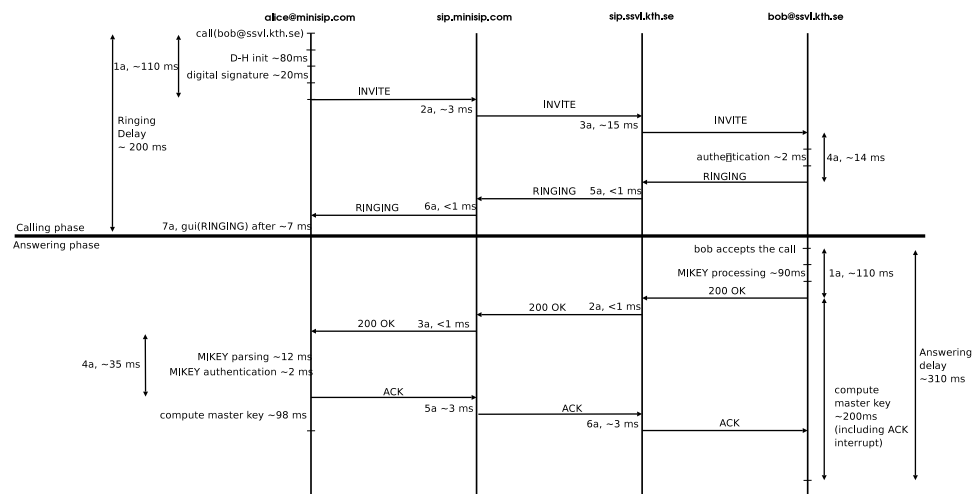 alice@minisip.com
sip.minisip.com
sip.ssvl.kth.se
bob@ssvl.kth.se
call(bob@ssvl.kth.se)
D-H init ~80ms
1a, ~110 ms
digital signature ~20ms
INVITE
2a, ~3 ms
INVITE
3a, ~15 ms
INVITE
Ringing
Delay
~ 200 ms
authentication ~2 ms
4a, ~14 ms
RINGING
RINGING
5a, <1 ms
RINGING
6a, <1 ms
7a, gui(RINGING) after ~7 ms
Calling phase
Answering phase
bob accepts the call
MIKEY processing ~90ms
1a, ~110 ms
200 OK
200 OK
2a, <1 ms
200 OK
3a, <1 ms
4a, ~35 ms
MIKEY parsing ~12 ms
MIKEY authentication ~2 ms
Answering
delay
~310 ms
ACK
5a ~3 ms
compute master key ~98 ms
ACK
6a, ~3 ms
ACK
compute
master key
~200ms
(including ACK
interrupt)